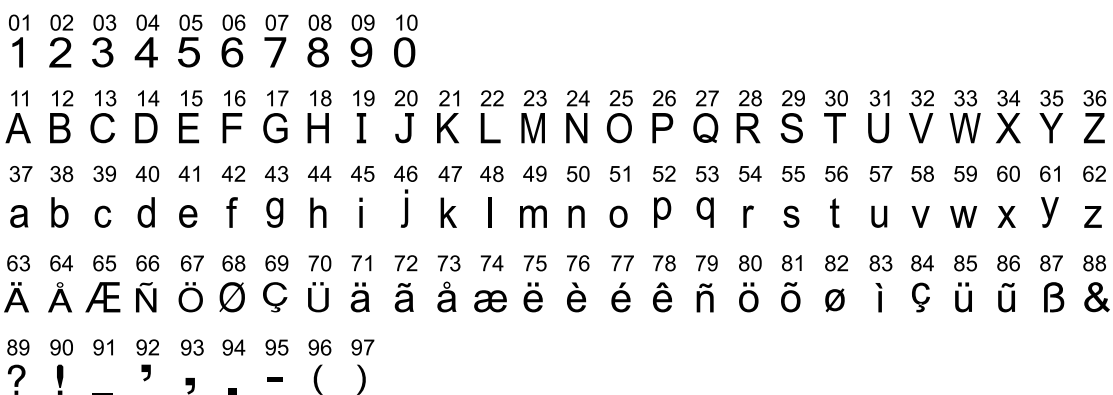 01 02 03 04 05 06 07 08 09 10
1 2 3 4 5 6 7 8 9 0
11 12 13 14 15 16 17 18 19 20 21 22 23 24 25 26 27 28 29 30 31 32 33 34 35 36
A B C D E F G H I J K L M N O P Q R S T U V W X Y Z
37 38 39 40 41 42 43 44 45 46 47 48 49 50 51 52 53 54 55 56 57 58 59 60 61 62
a b c d e f g h i j k l m n o p q r s t u v w x y z
63 64 65 66 67 68 69 70 71 72 73 74 75 76 77 78 79 80 81 82 83 84 85 86 87 88
Ä Å Æ Ñ Ö Ø Ç Ü ä ã å æ ë è é ê ñ ö õ ø ì ç ü ũ ß &
89 90 91 92 93 94 95 96 97
? ! _ ’ , . - ( )